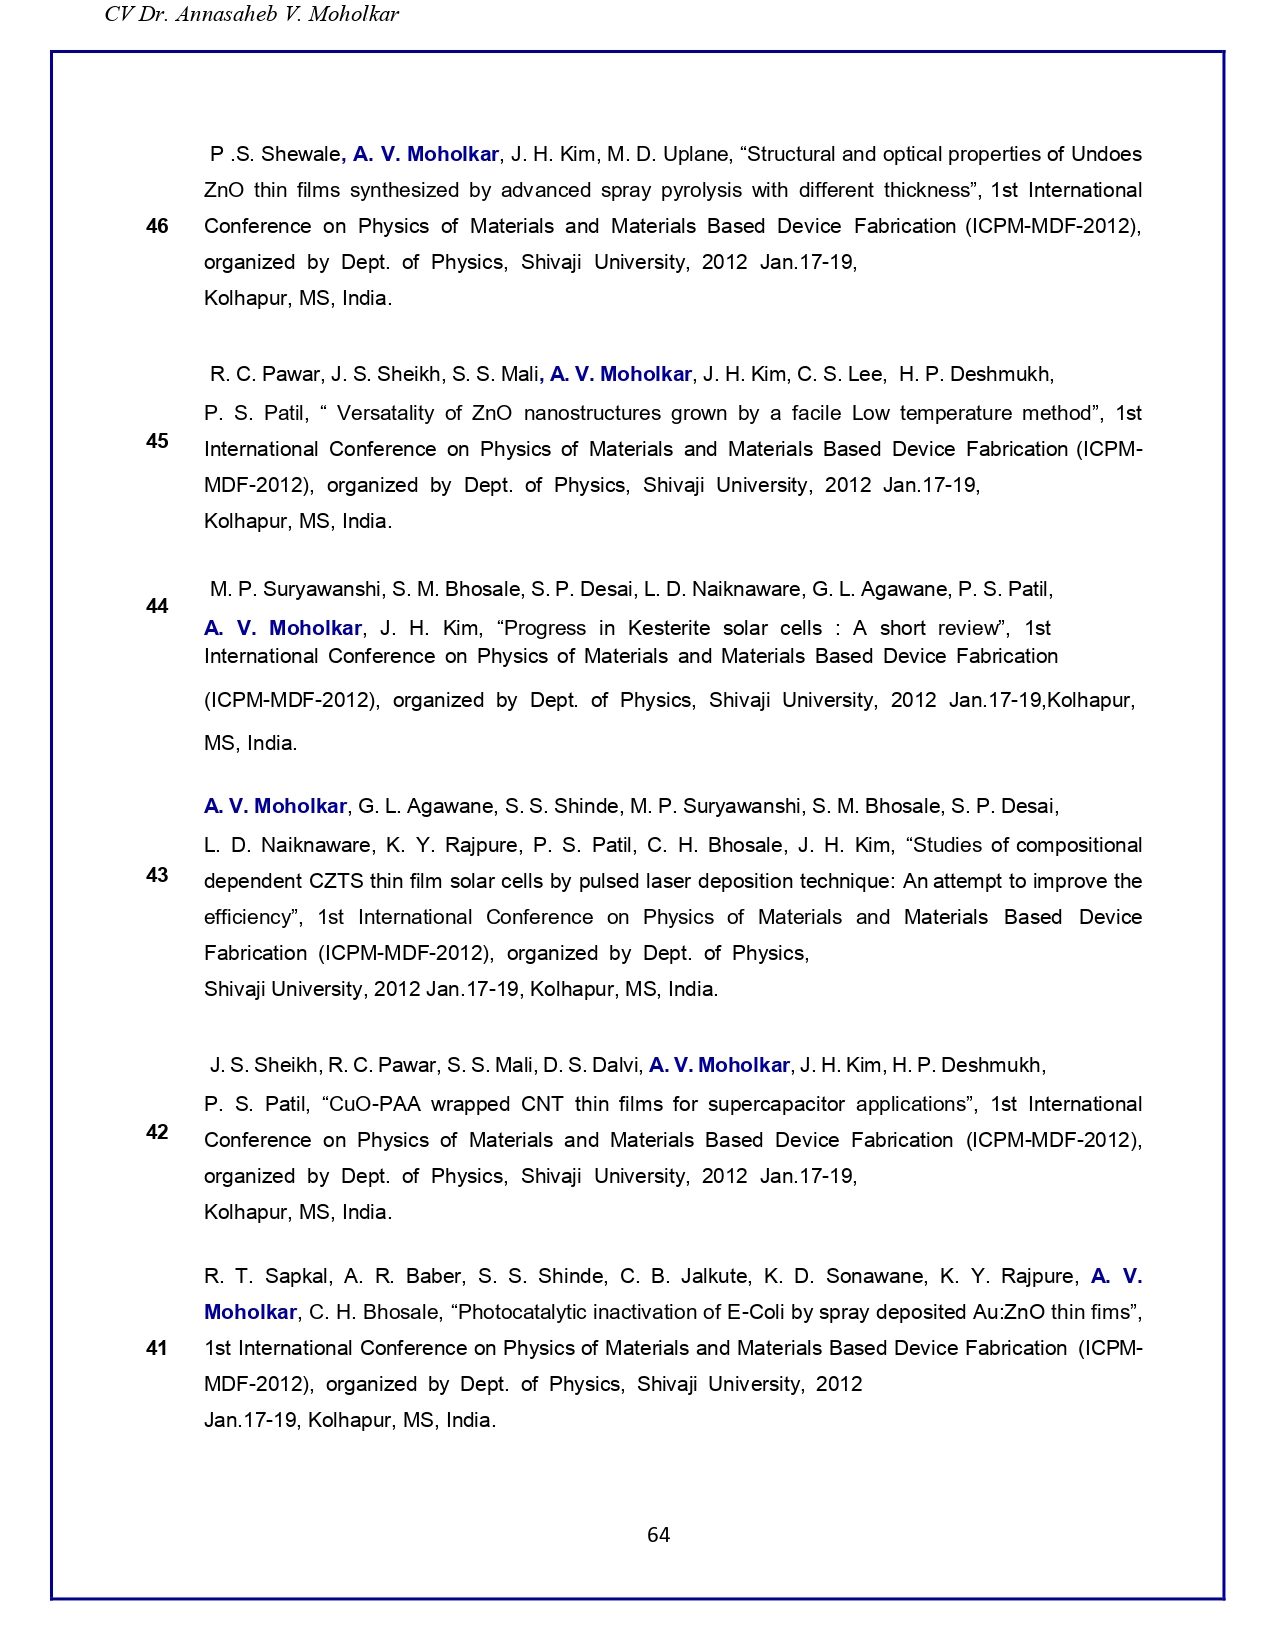 CV Dr. Annasaheb V. Moholkar
P .S. Shewale, A. V. Moholkar, J. H. Kim, M. D. Uplane, “Structural and optical properties of Undoes
ZnO thin films synthesized by advanced spray pyrolysis with different thickness”, 1st International
46 Conference on Physics of Materials and Materials Based Device Fabrication (ICPM-MDF-2012),
organized by Dept. of Physics, Shivaji University, 2012 Jan.17-19,
Kolhapur, MS, India.
R. C. Pawar, J. S. Sheikh, S. S. Mali, A. V. Moholkar, J. H. Kim, C. S. Lee, H. P. Deshmukh,
P. S. Patil, “ Versatality of ZnO nanostructures grown by a facile Low temperature method”, 1st
45 International Conference on Physics of Materials and Materials Based Device Fabrication (ICPM-
MDF-2012), organized by Dept. of Physics, Shivaji University, 2012 Jan.17-19,
Kolhapur, MS, India.
M. P. Suryawanshi, S. M. Bhosale, S. P. Desai, L. D. Naiknaware, G. L. Agawane, P. S. Patil,
44
A. V. Moholkar, J. H. Kim, “Progress in Kesterite solar cells : A short review”, 1st
International Conference on Physics of Materials and Materials Based Device Fabrication
(ICPM-MDF-2012), organized by Dept. of Physics, Shivaji University, 2012 Jan.17-19,Kolhapur,
MS, India.
A. V. Moholkar, G. L. Agawane, S. S. Shinde, M. P. Suryawanshi, S. M. Bhosale, S. P. Desai,
L. D. Naiknaware, K. Y. Rajpure, P. S. Patil, C. H. Bhosale, J. H. Kim, “Studies of compositional
43 dependent CZTS thin film solar cells by pulsed laser deposition technique: An attempt to improve the
efficiency”, 1st International Conference on Physics of Materials and Materials Based Device
Fabrication (ICPM-MDF-2012), organized by Dept. of Physics,
Shivaji University, 2012 Jan.17-19, Kolhapur, MS, India.
J. S. Sheikh, R. C. Pawar, S. S. Mali, D. S. Dalvi, A. V. Moholkar, J. H. Kim, H. P. Deshmukh,
P. S. Patil, “CuO-PAA wrapped CNT thin films for supercapacitor applications”, 1st International
42 Conference on Physics of Materials and Materials Based Device Fabrication (ICPM-MDF-2012),
organized by Dept. of Physics, Shivaji University, 2012 Jan.17-19,
Kolhapur, MS, India.
R. T. Sapkal, A. R. Baber, S. S. Shinde, C. B. Jalkute, K. D. Sonawane, K. Y. Rajpure, A. V.
Moholkar, C. H. Bhosale, “Photocatalytic inactivation of E-Coli by spray deposited Au:ZnO thin fims”,
41 1st International Conference on Physics of Materials and Materials Based Device Fabrication (ICPM-
MDF-2012), organized by Dept. of Physics, Shivaji University, 2012
Jan.17-19, Kolhapur, MS, India.
64